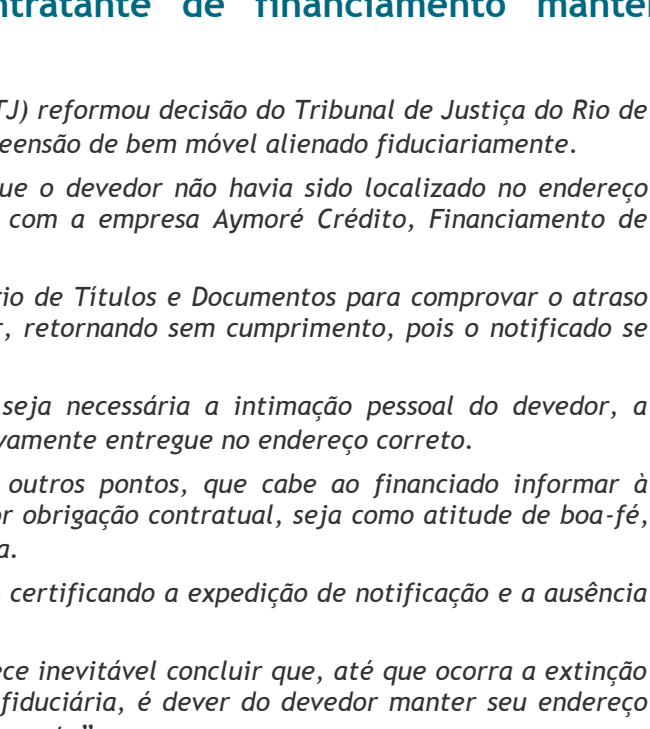 ntratante de financiamento manter
TJ) reformou decisão do Tribunal de Justiça do Rio de
eensão de bem móvel alienado fiduciariamente.
ue o devedor não havia sido localizado no endereço
com a empresa Aymoré Crédito, Financiamento de
rio de Títulos e Documentos para comprovar o atraso
r, retornando sem cumprimento, pois o notificado se
seja necessária a intimação pessoal do devedor, a
vamente entregue no endereço correto.
outros pontos, que cabe ao financiado informar à
or obrigação contratual, seja como atitude de boa-fé,
a.
certificando a expedição de notificação e a ausência
ece inevitável concluir que, até que ocorra a extinção
fiduciária, é dever do devedor manter seu endereço